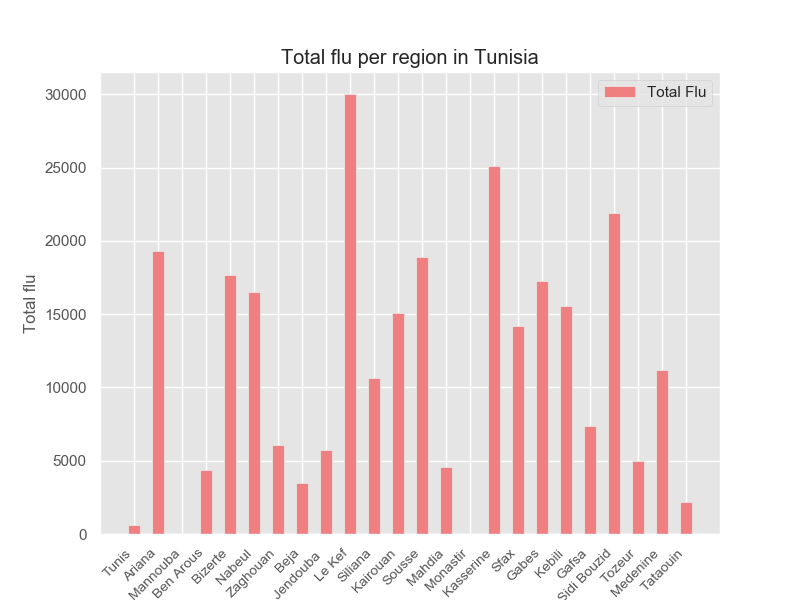 Total flu per region in Tunisia
Total Flu
Total flu
30000
25000
20000
15000
10000
5000
0
Tunis
Ariana
Mannouba
Ben Arous
Bizerte
Nabeul
Zaghouan
Beja
Jendouba
Le Kef
Siliana
Kairouan
Sousse
Mahdia
Monastir
Kasserine
Sfax
Gabes
Kebili
Gafsa
Sidi Bouzid
Tozeur
Medenine
Tataouin